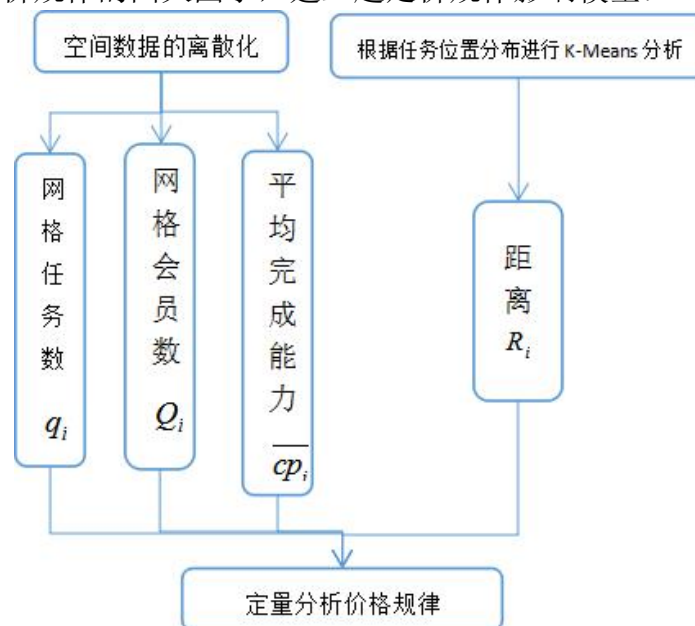 空间数据的离散化
根据任务位置分布进行 K-Means 分析
网格任务数 q_i
网格会员数 Q_i
平均完成能力 \overline{cp_i}
距离 R_i
定量分析价格规律